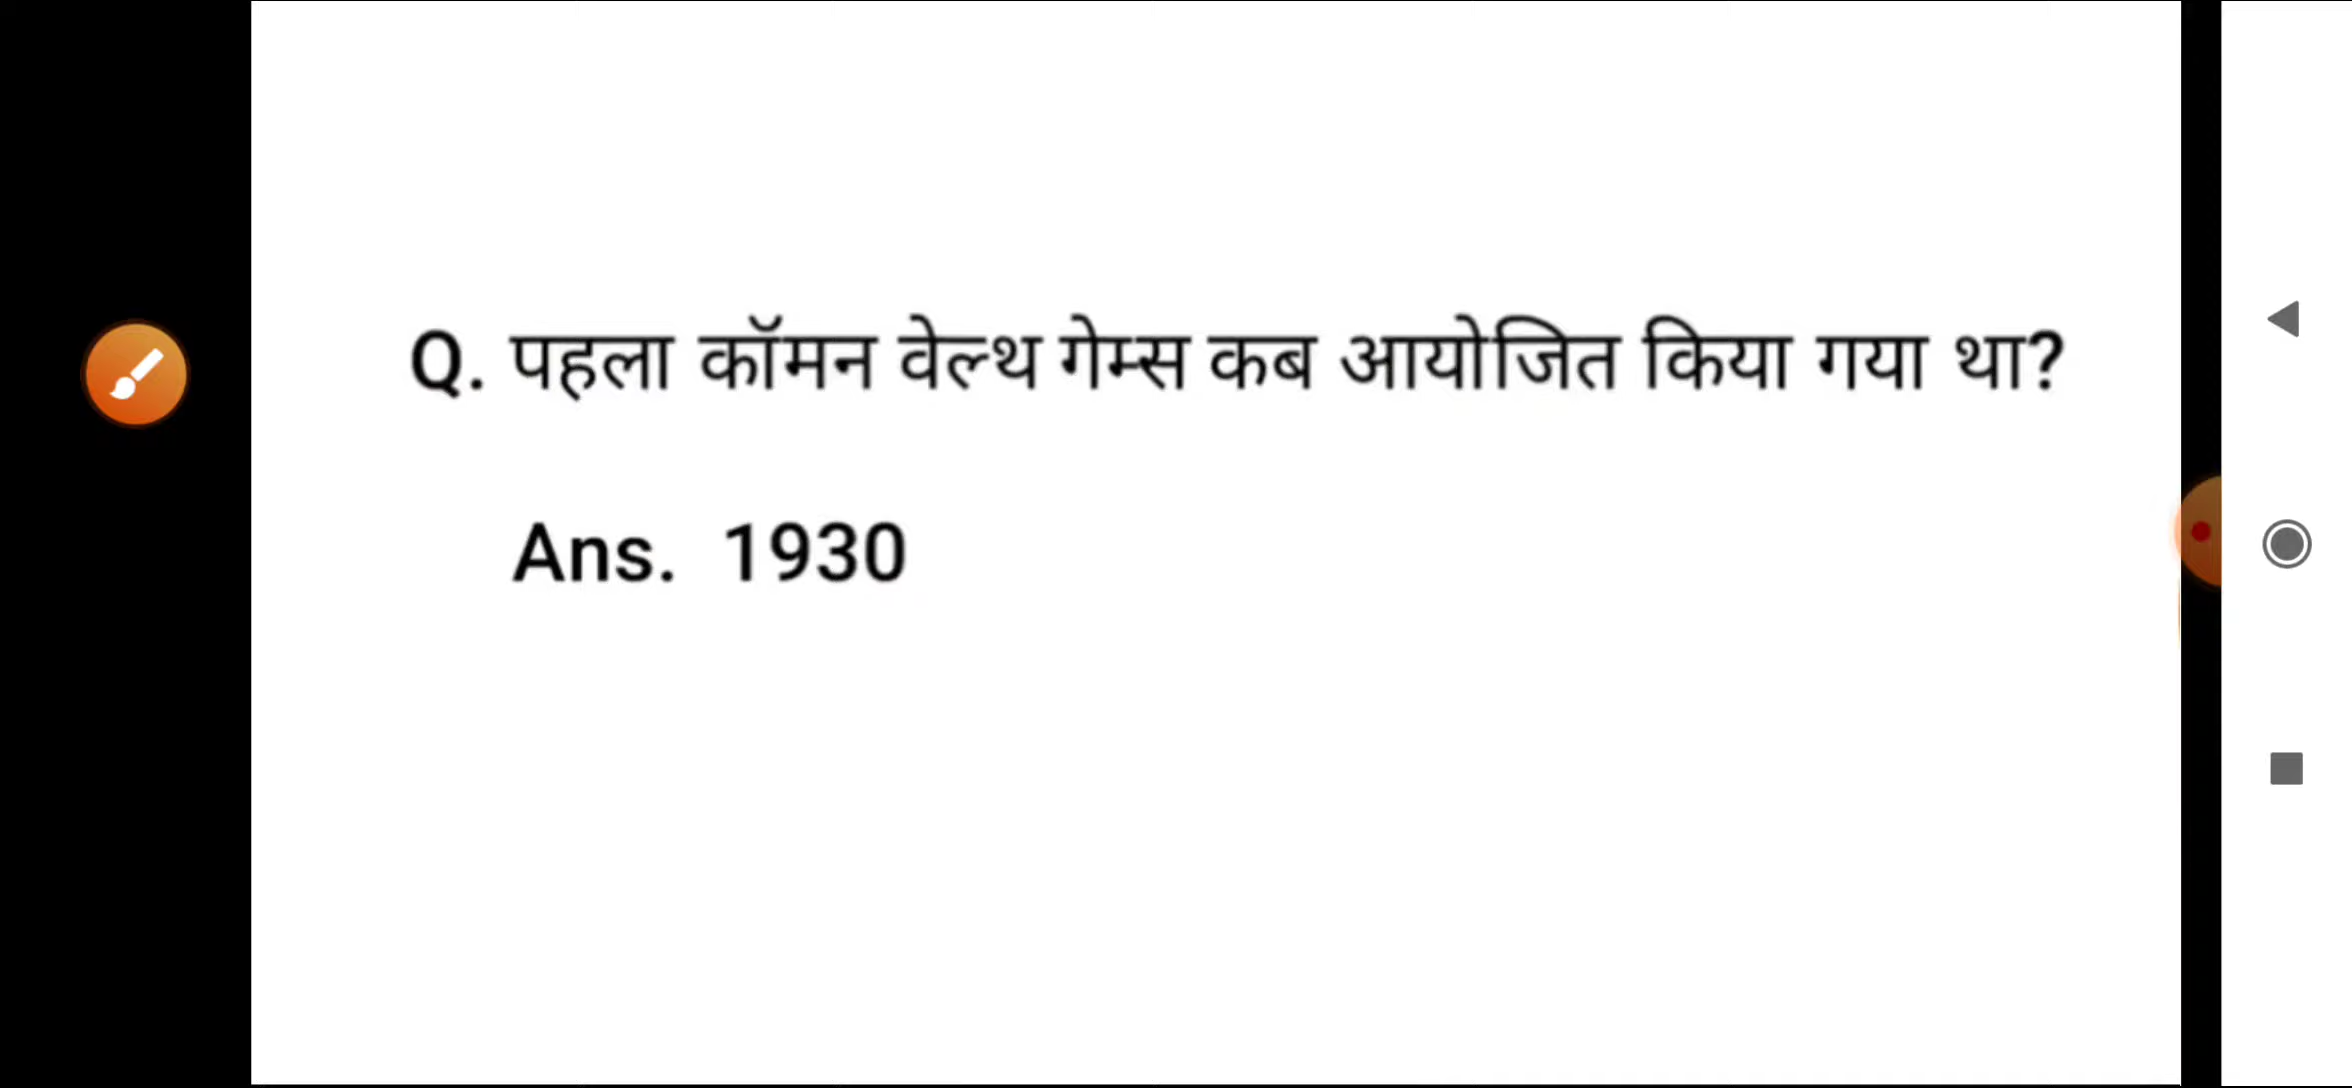 Q. पहला कॉमन वेल्थ गेम्स कब आयोजित किया गया था?
Ans. 1930